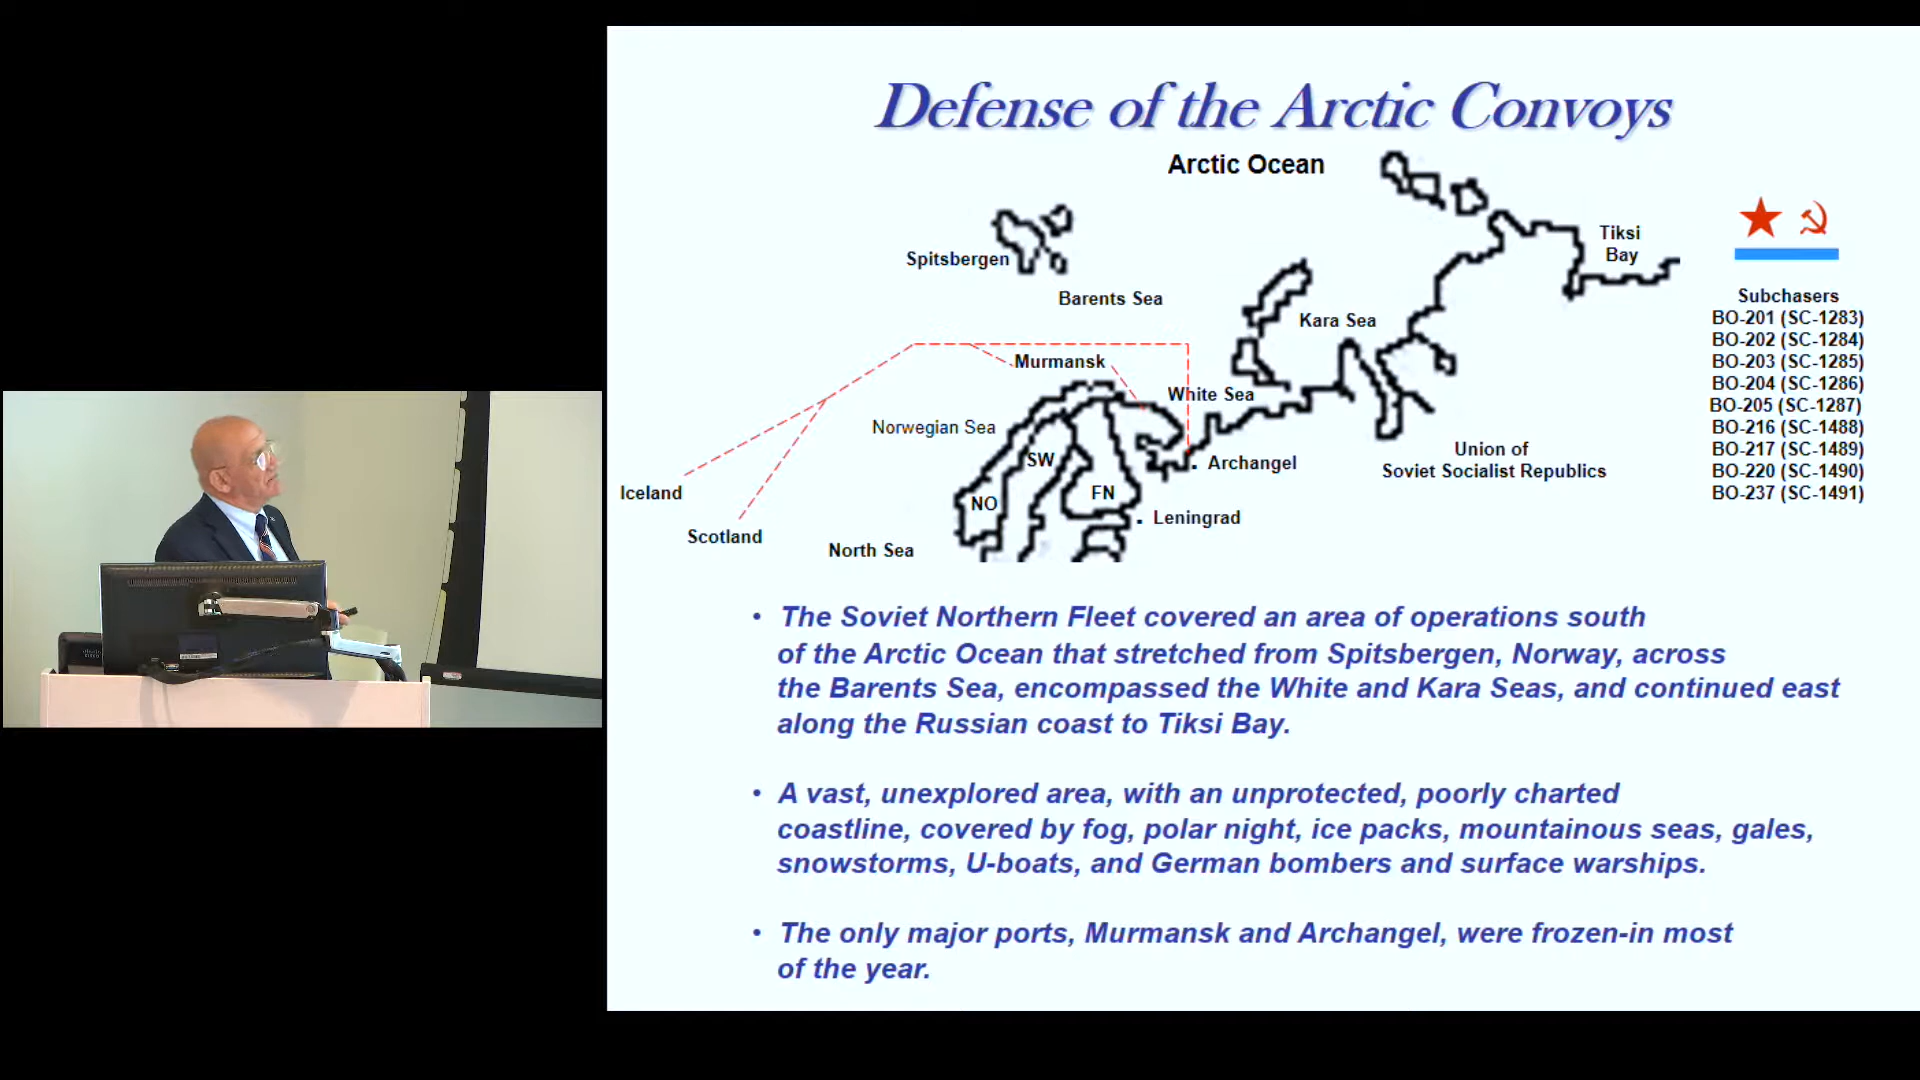 Defense of the Arctic Convoys
Arctic Ocean
Tiksi
Bay
Spitsbergen
Barents Sea
Kara Sea
Murmansk
White Sea
Norwegian Sea
SW
Archangel
Union of
Soviet Socialist Republics
Iceland
NO
FN
Leningrad
Scotland
North Sea
Subchasers
BO-201 (SC-1283)
BO-202 (SC-1284)
BO-203 (SC-1285)
BO-204 (SC-1286)
BO-205 (SC-1287)
BO-216 (SC-1488)
BO-217 (SC-1489)
BO-220 (SC-1490)
BO-237 (SC-1491)
• The Soviet Northern Fleet covered an area of operations south
of the Arctic Ocean that stretched from Spitsbergen, Norway, across
the Barents Sea, encompassed the White and Kara Seas, and continued east
along the Russian coast to Tiksi Bay.
• A vast, unexplored area, with an unprotected, poorly charted
coastline, covered by fog, polar night, ice packs, mountainous seas, gales,
snowstorms, U-boats, and German bombers and surface warships.
• The only major ports, Murmansk and Archangel, were frozen-in most
of the year.